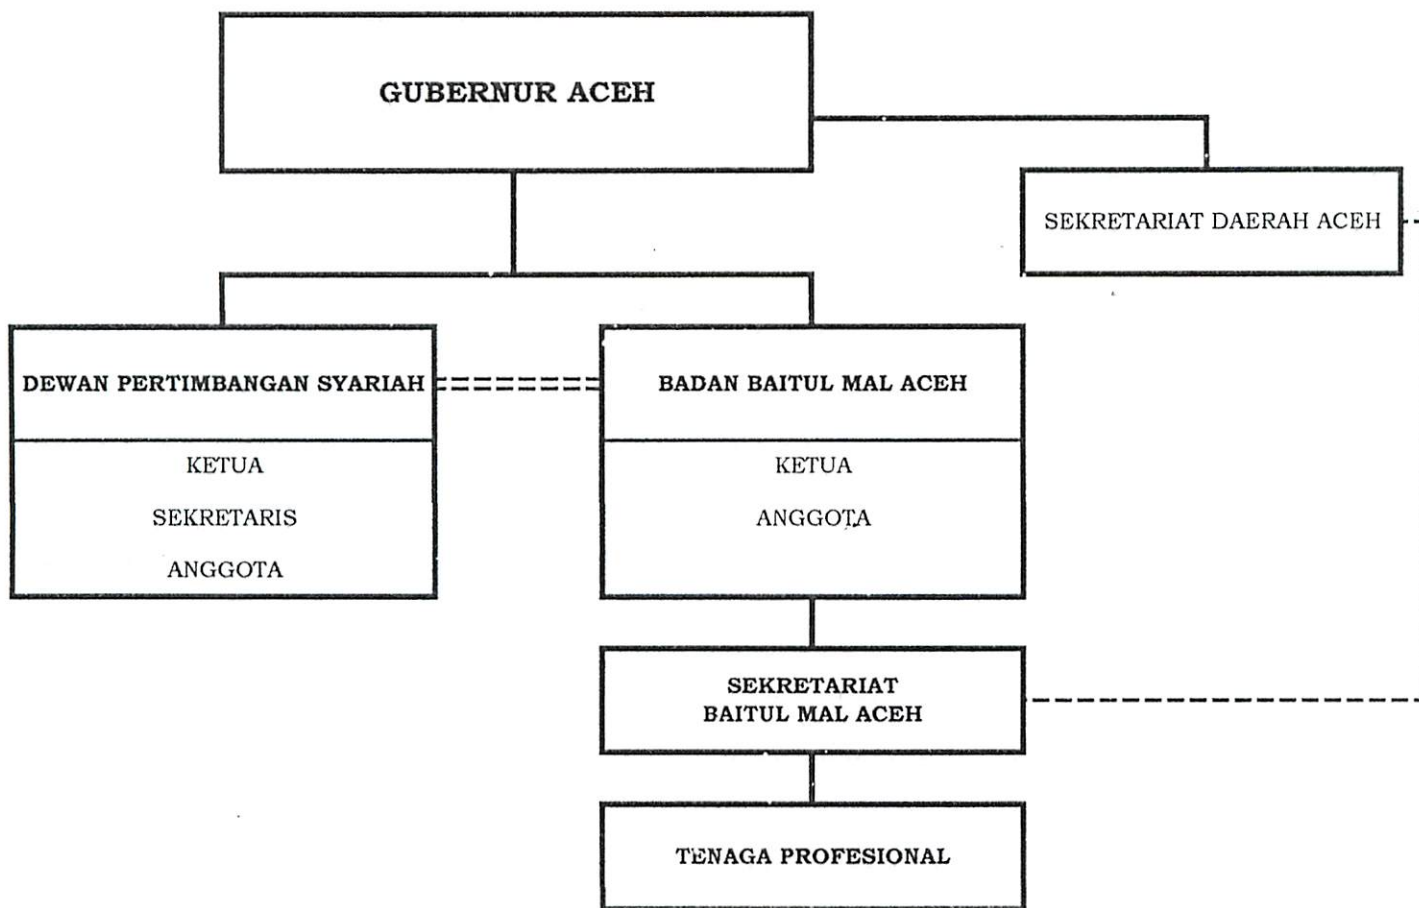 GUBERNUR ACEH
SEKRETARIAT DAERAH ACEH
DEWAN PERTIMBANGAN SYARIAH
KETUA
SEKRETARIS
ANGGOTA
BADAN BAITUL MAL ACEH
KETUA
ANGGOTA
SEKRETARIAT
BAITUL MAL ACEH
TENAGA PROFESIONAL